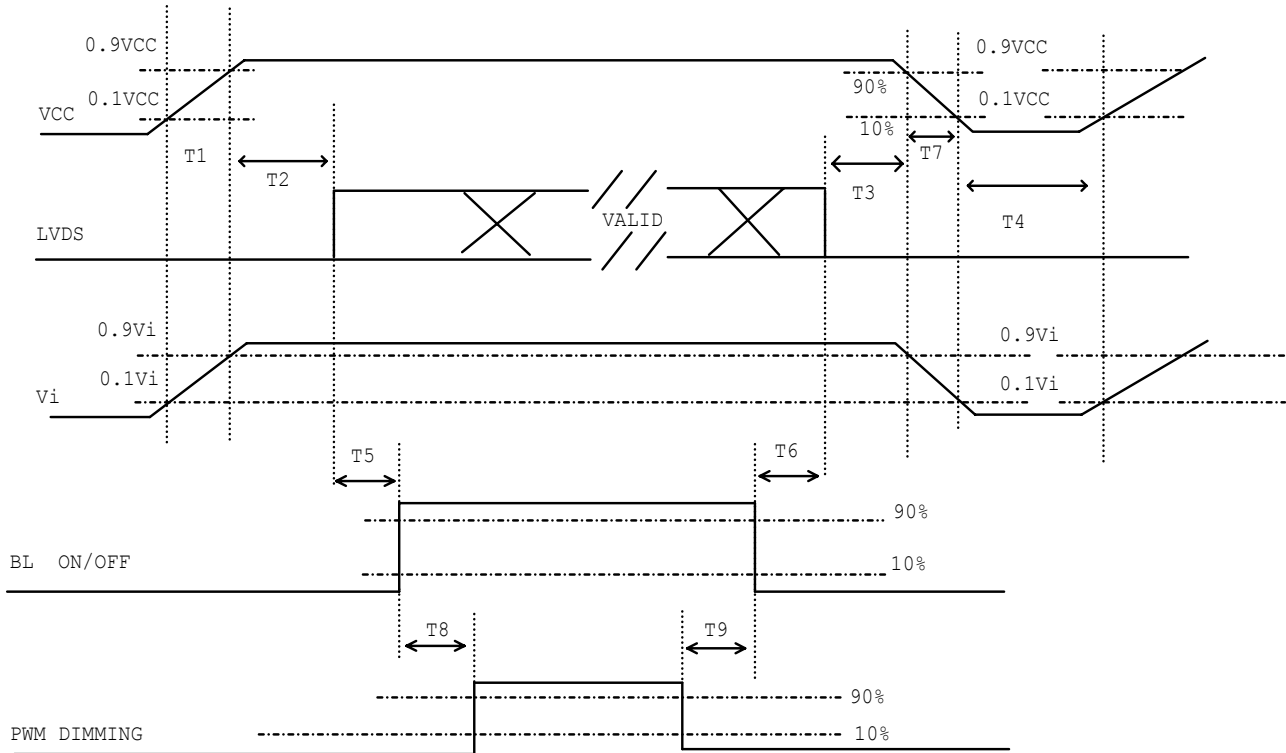 0.9VCC
0.9VCC
90%
0.1VCC
0.1VCC
VCC
10%
T1
T2
T7
T3
T4
VALID
LVDS
0.9Vi
0.9Vi
0.1Vi
0.1Vi
Vi
T5
T6
90%
BL ON/OFF
10%
T8
T9
90%
PWM DIMMING
10%